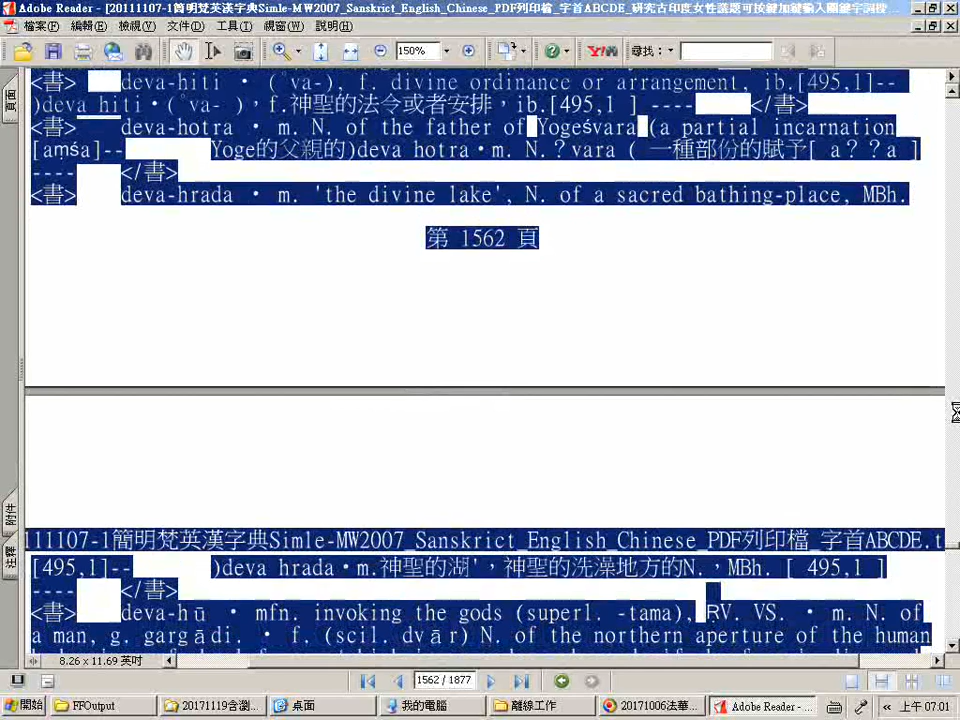 Adobe Reader - [20111107-1簡明梵英漢字典Simle-MW2007_Sanskrict_English_Chinese_PDF列印檔_字首ABCDE_研究古印度女性議題可按鍵加鍵輸入關鍵字詞搜
檔案(F) 編輯(E) 檢視(V) 文件(D) 工具(T) 視窗(W) 說明(H)
150% 尋找：
頁面
<書> deva-hiti • (˚va-), f. divine ordinance or arrangement, ib.[495,1]--
)deva hiti•(˚va- )，f.神聖的法令或者安排，ib.[495,1 ] ---- </書>
<書> deva-hotra • m. N. of the father of Yogeśvara (a partial incarnation
[aṃśa]-- Yoge的父親的)deva hotra•m. N.？vara ( 一種部份的賦予[ a？？a ]
---- </書>
<書> deva-hrada • m. 'the divine lake', N. of a sacred bathing-place, MBh.
第 1562 頁
111107-1簡明梵英漢字典Simle-MW2007_Sanskrict_English_Chinese_PDF列印檔_字首ABCDE.t
[495,1]-- )deva hrada•m.神聖的湖'，神聖的洗澡地方的N.，MBh. [ 495,1 ]
---- </書>
<書> deva-hū • mfn. invoking the gods (superl. -tama), RV. VS. • m. N. of
a man, g. gargādi. • f. (scil. dvār) N. of the northern aperture of the human
附件
註釋
8.26 x 11.69 英吋
1562 / 1877
開始 FFOutput 20171119含瀏... 桌面 我的電腦 離線工作 20171006法華... Adobe Reader - ... 上午 07:01